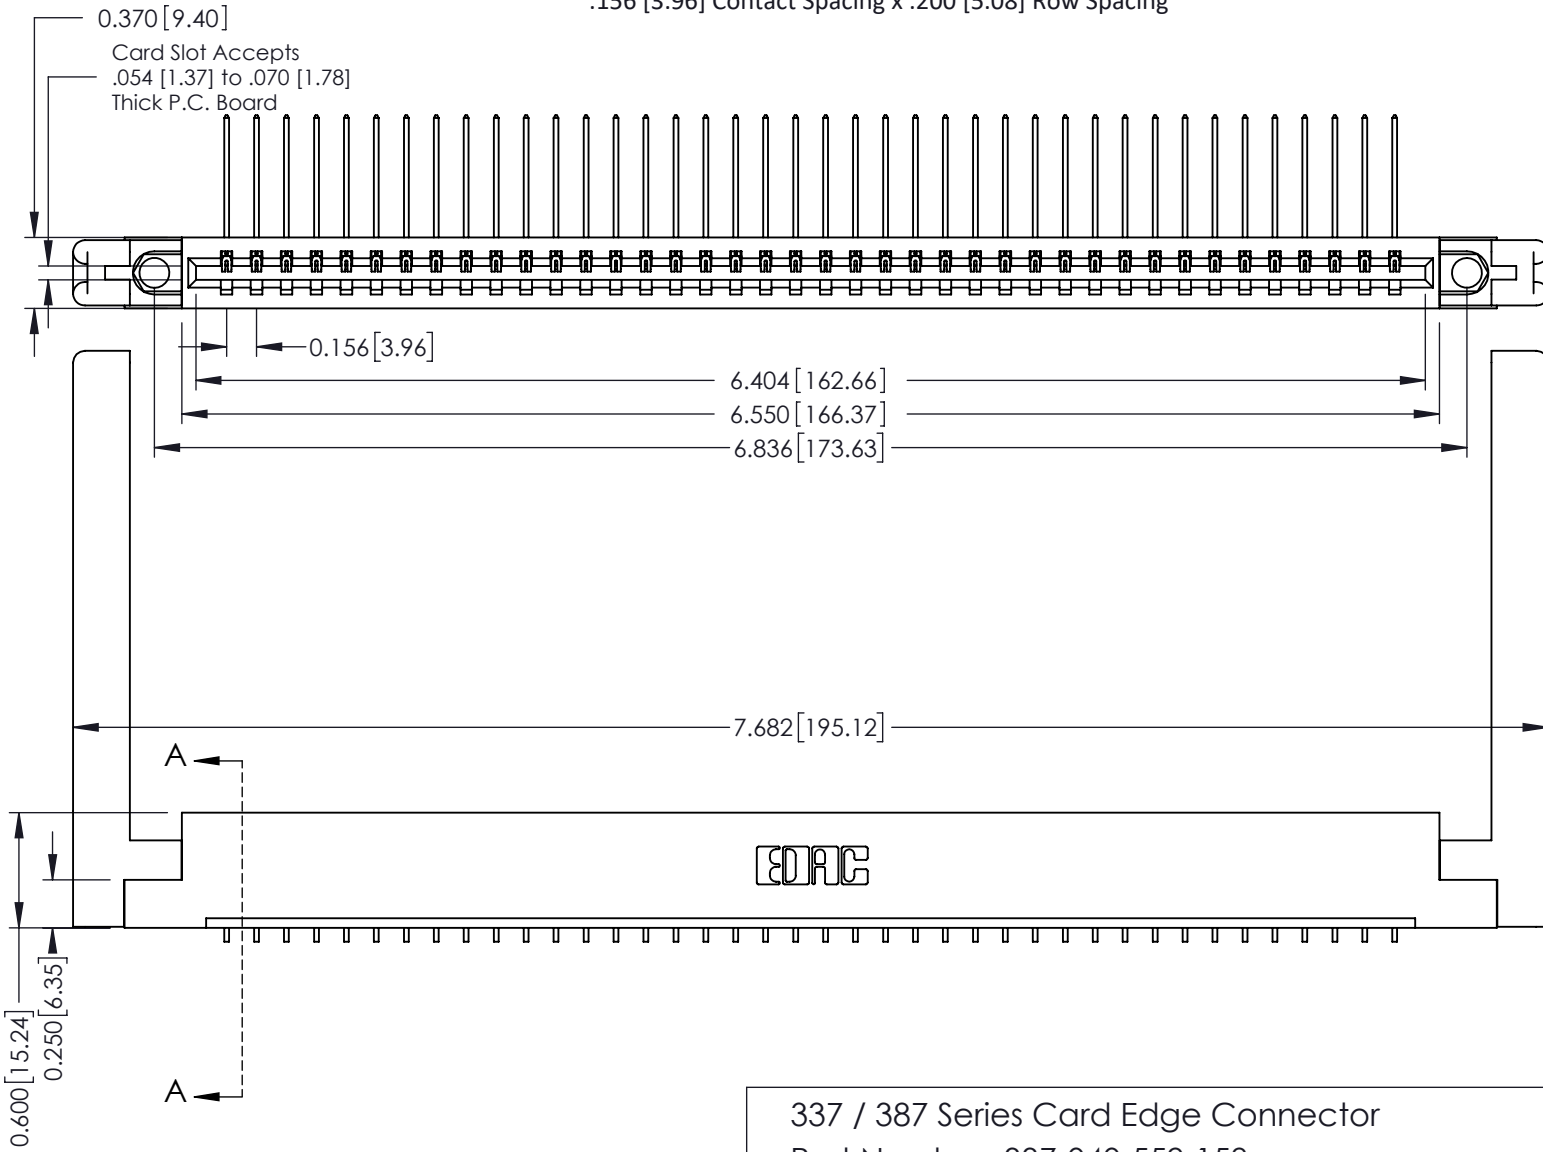 .156 [3.96] Contact Spacing x .200 [5.08] Row Spacing
0.370 [9.40]
Card Slot Accepts
.054 [1.37] to .070 [1.78]
Thick P.C. Board
0.156 [3.96]
6.404 [162.66]
6.550 [166.37]
6.836 [173.63]
7.682 [195.12]
A
EDAC
0.250 [6.35]
0.600 [15.24]
A
337 / 387 Series Card Edge Connector